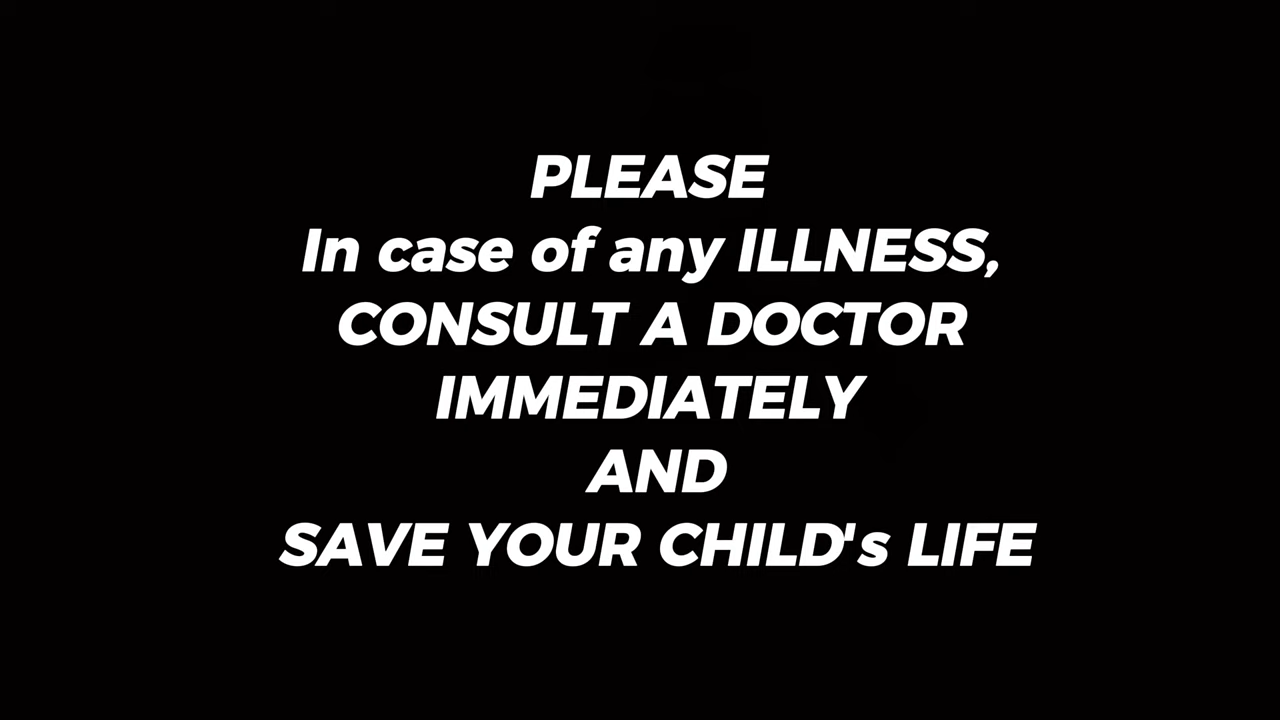 PLEASE
In case of any ILLNESS,
CONSULT A DOCTOR
IMMEDIATELY
AND
SAVE YOUR CHILD's LIFE